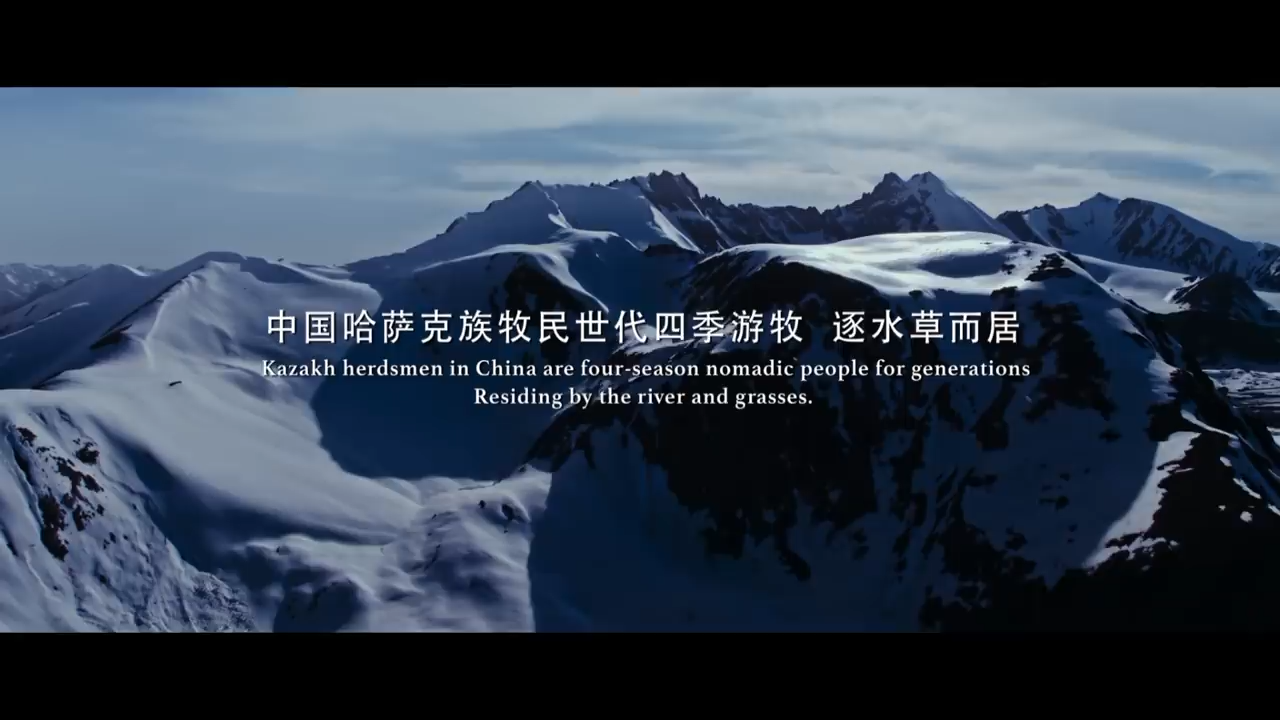 中国哈萨克族牧民世代四季游牧 逐水草而居
Kazakh herdsmen in China are four-season nomadic people for generations
Residing by the river and grasses.